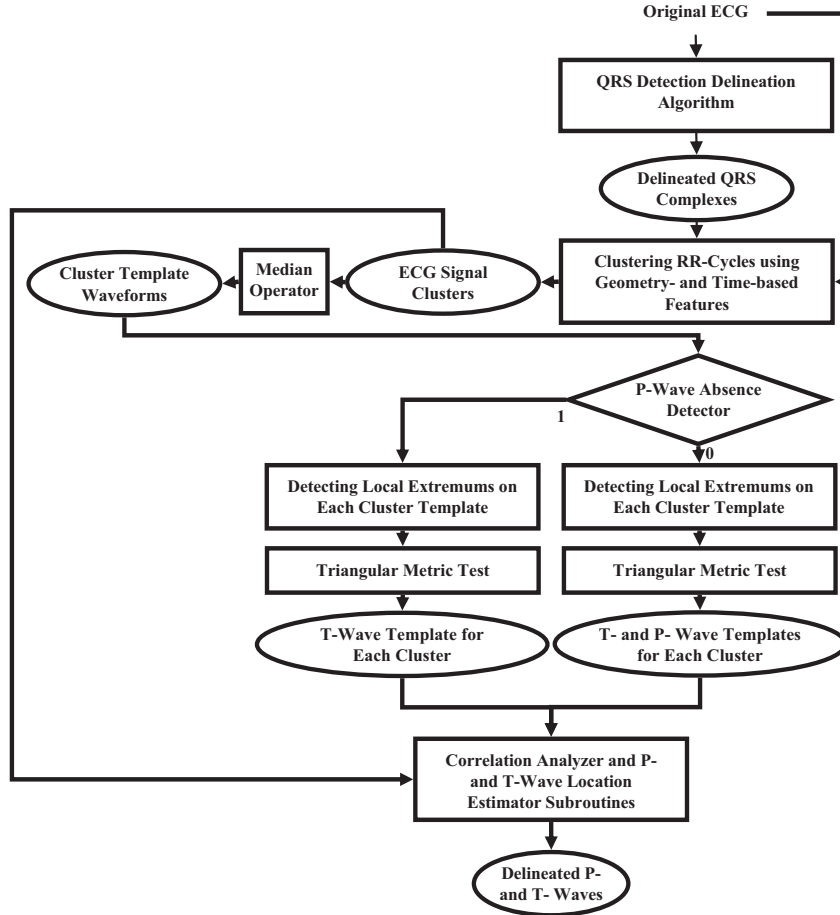 Original ECG
QRS Detection Delineation
Algorithm
Delineated QRS
Complexes
Cluster Template
Waveforms
Median
Operator
ECG Signal
Clusters
Clustering RR-Cycles using
Geometry- and Time-based
Features
P-Wave Absence
Detector
1
0
Detecting Local Extremums on
Each Cluster Template
Detecting Local Extremums on
Each Cluster Template
Triangular Metric Test
Triangular Metric Test
T-Wave Template for
Each Cluster
T- and P- Wave Templates
for Each Cluster
Correlation Analyzer and P-
and T-Wave Location
Estimator Subroutines
Delineated P-
and T- Waves